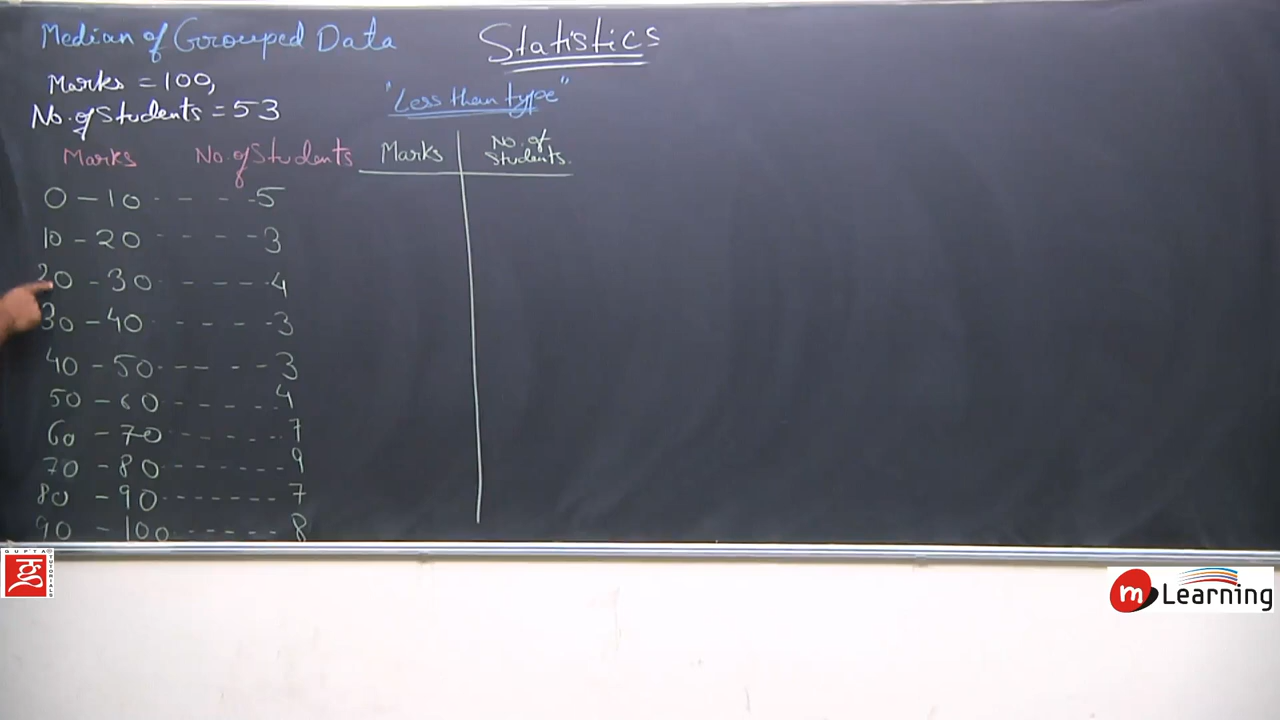 Median of Grouped Data
Statistics
Marks = 100,
No. of Students = 53
"Less than type"
Marks No. of Students
0 - 10 - - - - 5
10 - 20 - - - - 3
20 - 30 - - - - - 4
30 - 40 - - - - - 3
40 - 50 - - - - - 3
50 - 60 - - - - - 4
60 - 70 - - - - - - 7
70 - 80 - - - - - - - 9
80 - 90 - - - - - - - 7
90 - 100 - - - - - - 8
Marks No. of
Students.
GUPTA TUTORIALS
m Learning